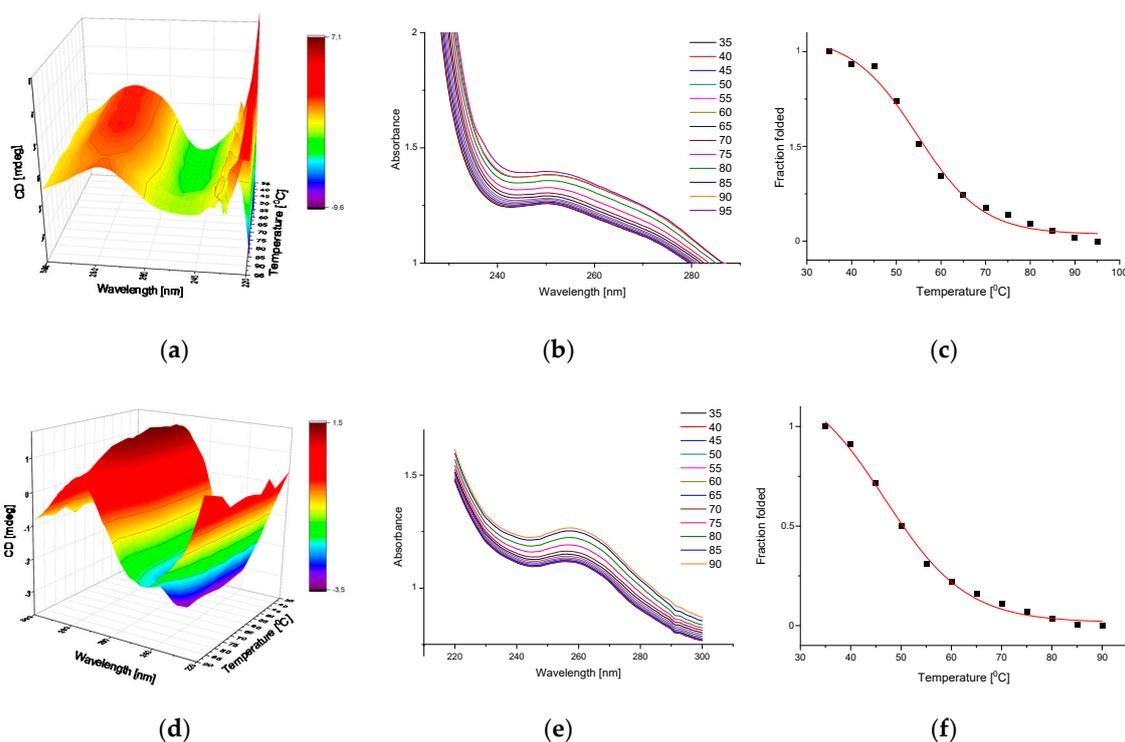 7,1
-9,6
CD [mdeg]
Wavelength [nm]
Temperature [⁰C]
(a)
2
1.5
1
Absorbance
240 260 280
Wavelength [nm]
35
40
45
50
55
60
65
70
75
80
85
90
95
(b)
1
1.5
0
Fraction folded
30 40 50 60 70 80 90 100
Temperature [⁰C]
(c)
1,5
-3,5
1
0
-1
CD [mdeg]
Wavelength [nm]
Temperature [⁰C]
(d)
1.5
1
Absorbance
220 240 260 280 300
Wavelength [nm]
35
40
45
50
55
60
65
70
75
80
85
90
(e)
1
0.5
0
Fraction folded
30 40 50 60 70 80 90
Temperature [⁰C]
(f)